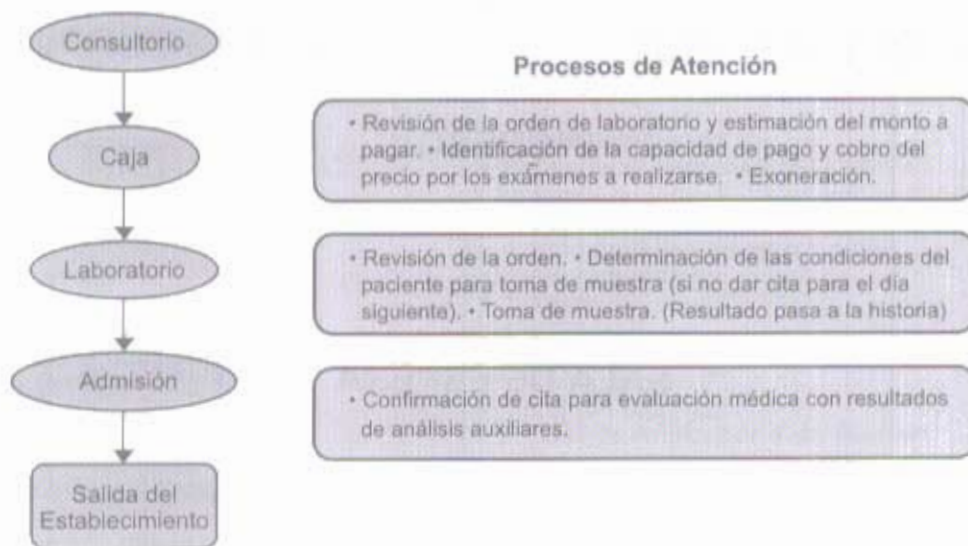 Consultorio
Procesos de Atención
Caja
• Revisión de la orden de laboratorio y estimación del monto a
pagar. • Identificación de la capacidad de pago y cobro del
precio por los exámenes a realizarse. • Exoneración.
Laboratorio
• Revisión de la orden. • Determinación de las condiciones del
paciente para toma de muestra (si no dar cita para el día
siguiente). • Toma de muestra. (Resultado pasa a la historia)
Admisión
• Confirmación de cita para evaluación médica con resultados
de análisis auxiliares.
Salida del
Establecimiento